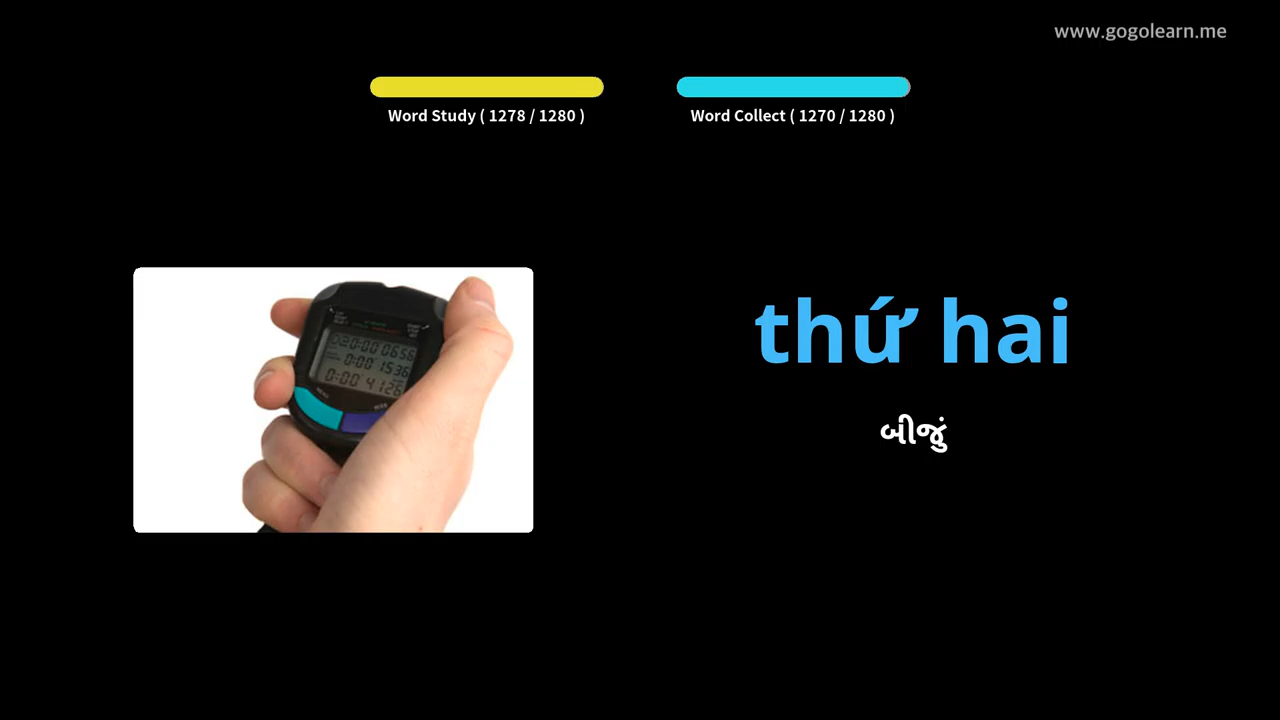 www.gogolearn.me
Word Study ( 1278 / 1280 )
Word Collect ( 1270 / 1280 )
thứ hai
બીજું